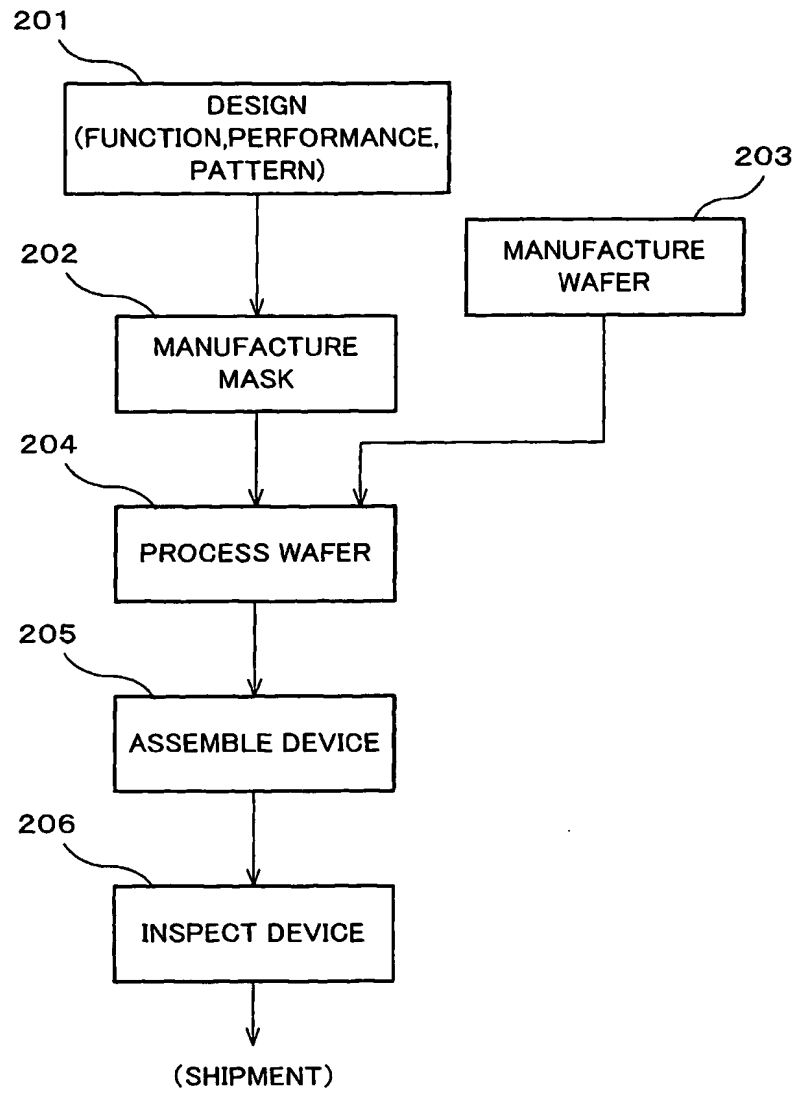 201
DESIGN
(FUNCTION,PERFORMANCE,
PATTERN)
203
MANUFACTURE
WAFER
202
MANUFACTURE
MASK
204
PROCESS WAFER
205
ASSEMBLE DEVICE
206
INSPECT DEVICE
(SHIPMENT)